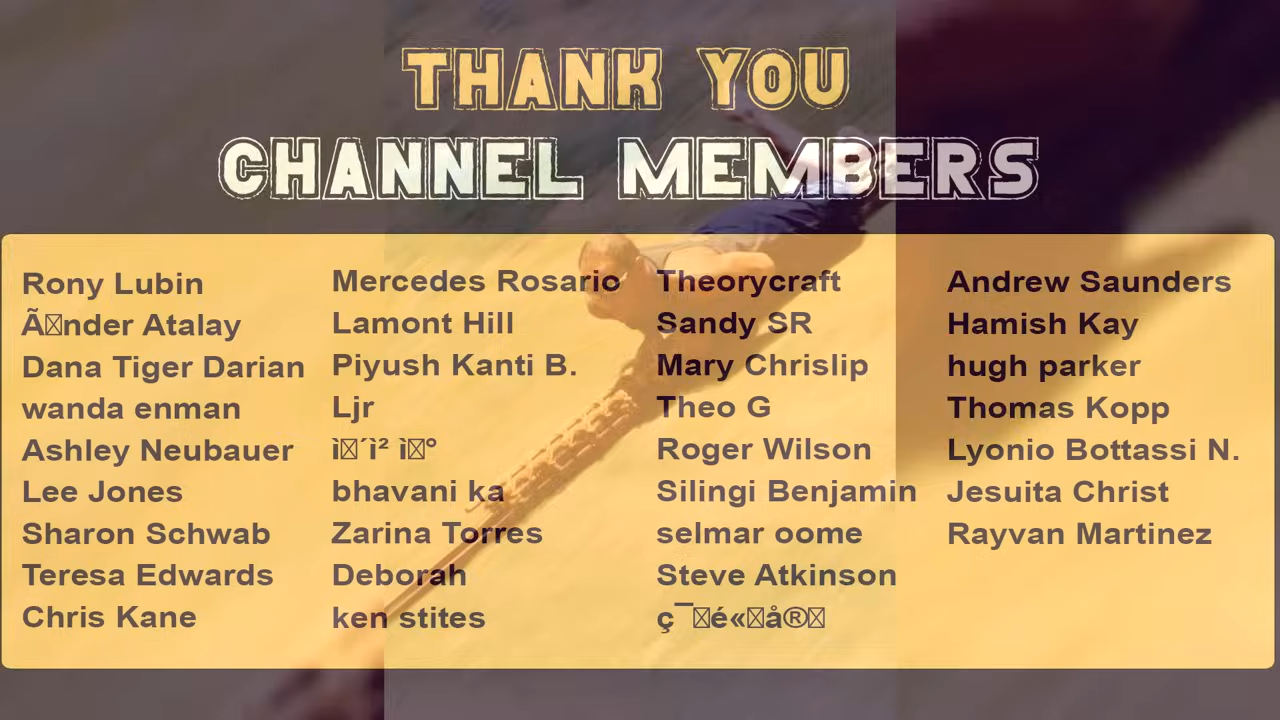 THANK YOU
CHANNEL MEMBERS
Rony Lubin
Ã nder Atalay
Dana Tiger Darian
wanda enman
Ashley Neubauer
Lee Jones
Sharon Schwab
Teresa Edwards
Chris Kane
Mercedes Rosario
Lamont Hill
Piyush Kanti B.
Ljr
bhavani ka
Zarina Torres
Deborah
ken stites
Theorycraft
Sandy SR
Mary Chrislip
Theo G
Roger Wilson
Silingi Benjamin
selmar oome
Steve Atkinson
Andrew Saunders
Hamish Kay
hugh parker
Thomas Kopp
Lyonio Bottassi N.
Jesuita Christ
Rayvan Martinez